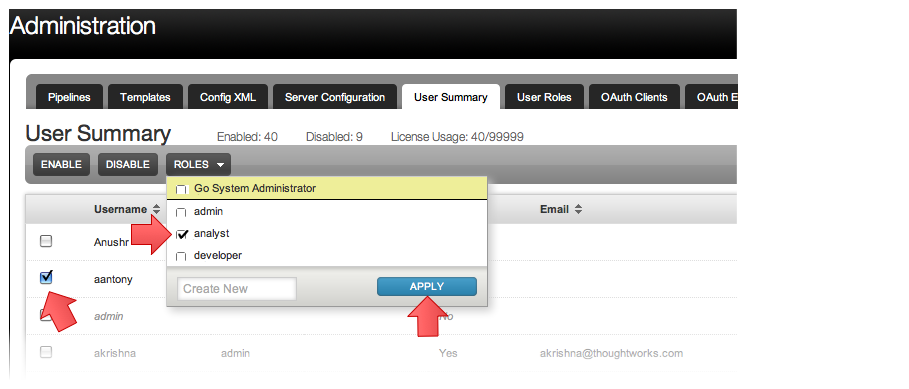 Administration
Pipelines Templates Config XML Server Configuration User Summary User Roles OAuth Clients OAuth E
User Summary Enabled: 40 Disabled: 9 License Usage: 40/99999
ENABLE DISABLE ROLES
Go System Administrator
Username admin Email
Anushr analyst
developer
aantony Create New APPLY
admin No
akrishna admin Yes akrishna@thoughtworks.com